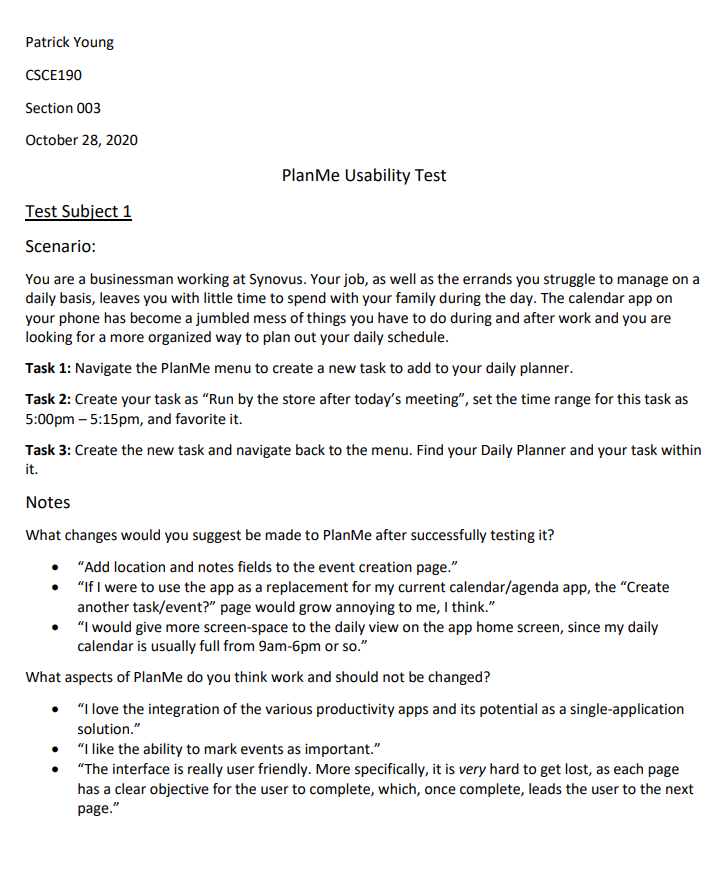 Patrick Young
CSCE190
Section 003
October 28, 2020
PlanMe Usability Test
Test Subject 1
Scenario:
You are a businessman working at Synovus. Your job, as well as the errands you struggle to manage on a
daily basis, leaves you with little time to spend with your family during the day. The calendar app on
your phone has become a jumbled mess of things you have to do during and after work and you are
looking for a more organized way to plan out your daily schedule.
Task 1: Navigate the PlanMe menu to create a new task to add to your daily planner.
Task 2: Create your task as “Run by the store after today’s meeting”, set the time range for this task as
5:00pm – 5:15pm, and favorite it.
Task 3: Create the new task and navigate back to the menu. Find your Daily Planner and your task within
it.
Notes
What changes would you suggest be made to PlanMe after successfully testing it?
• “Add location and notes fields to the event creation page.”
• “If I were to use the app as a replacement for my current calendar/agenda app, the “Create
another task/event?” page would grow annoying to me, I think.”
• “I would give more screen-space to the daily view on the app home screen, since my daily
calendar is usually full from 9am-6pm or so.”
What aspects of PlanMe do you think work and should not be changed?
• “I love the integration of the various productivity apps and its potential as a single-application
solution.”
• “I like the ability to mark events as important.”
• “The interface is really user friendly. More specifically, it is very hard to get lost, as each page
has a clear objective for the user to complete, which, once complete, leads the user to the next
page.”